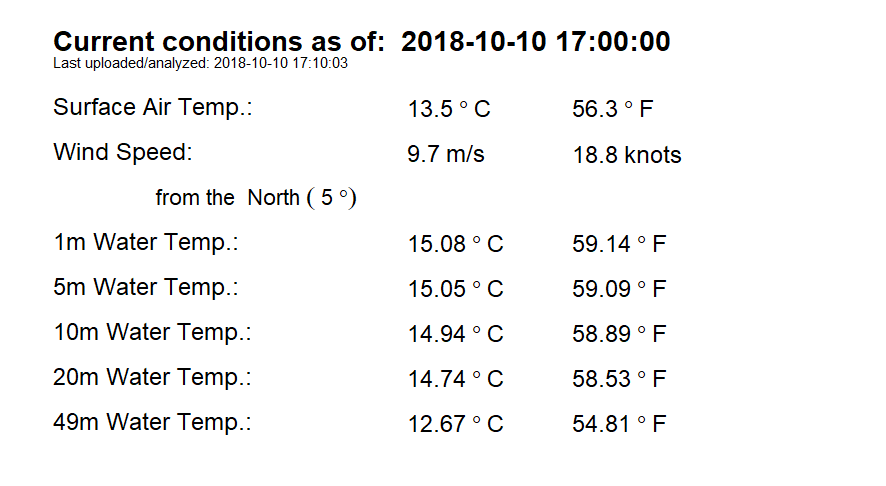 Current conditions as of: 2018-10-10 17:00:00
Last uploaded/analyzed: 2018-10-10 17:10:03
Surface Air Temp.: 13.5 ° C 56.3 ° F
Wind Speed: 9.7 m/s 18.8 knots
from the North ( 5 °)
1m Water Temp.: 15.08 ° C 59.14 ° F
5m Water Temp.: 15.05 ° C 59.09 ° F
10m Water Temp.: 14.94 ° C 58.89 ° F
20m Water Temp.: 14.74 ° C 58.53 ° F
49m Water Temp.: 12.67 ° C 54.81 ° F